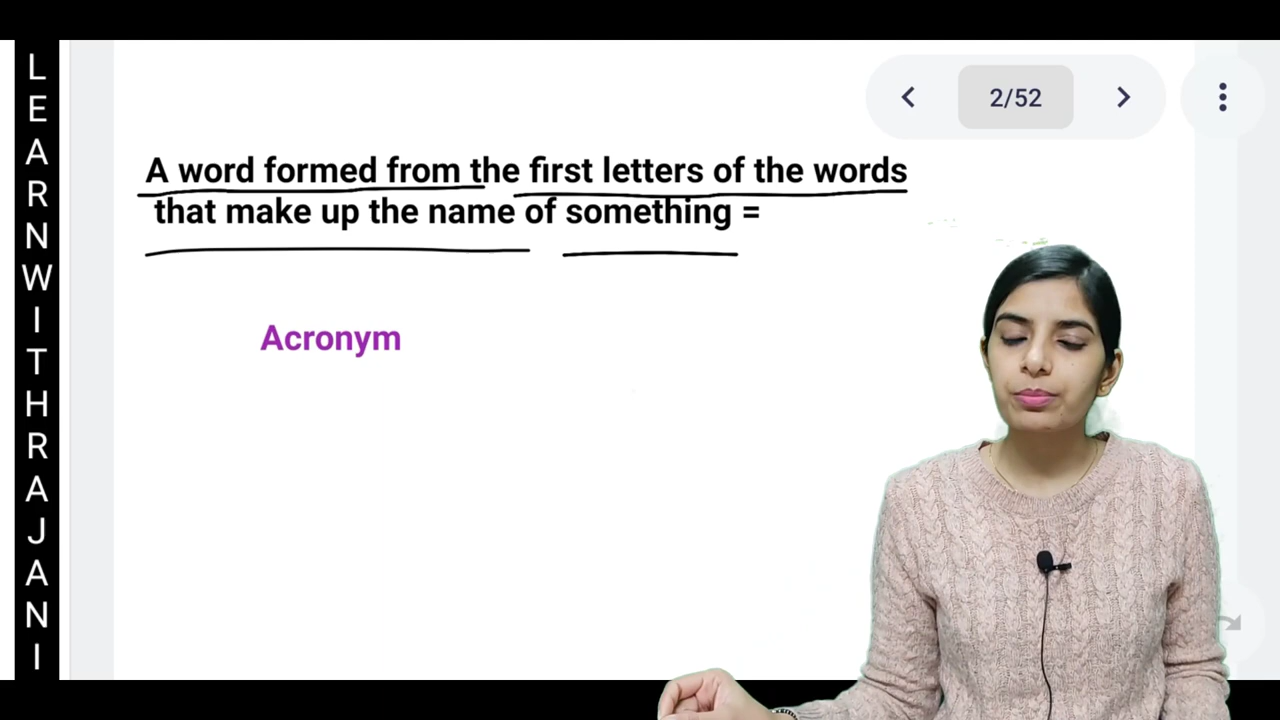 LEARNWITHRAJANI
2/52
A word formed from the first letters of the words
that make up the name of something =
Acronym